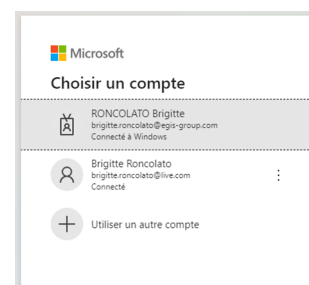 Microsoft
Choisir un compte
RONCOLATO Brigitte
brigitte.roncolato@egis-group.com
Connecté à Windows
Brigitte Roncolato
brigitte.roncolato@live.com
Connecté
Utiliser un autre compte